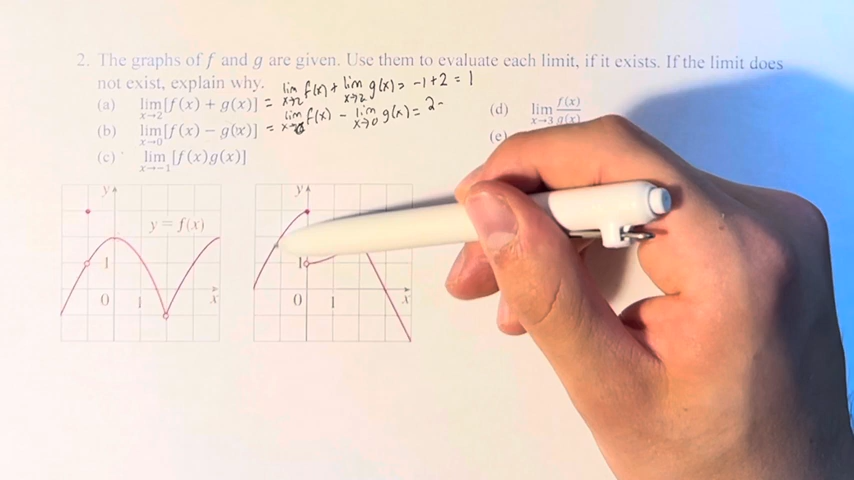 2. The graphs of f and g are given. Use them to evaluate each limit, if it exists. If the limit does
not exist, explain why.
(a) lim x→2 [f(x) + g(x)] = lim x→2 f(x) + lim x→2 g(x) = -1+2 = 1
(b) lim x→0 [f(x) − g(x)] = lim x→0 f(x) - lim x→0 g(x) = 2-
(c) lim x→−1 [f(x)g(x)]
(d) lim x→3 f(x)/g(x)
(e)
y
y = f(x)
1
0 1 x
y
1
0 1 x